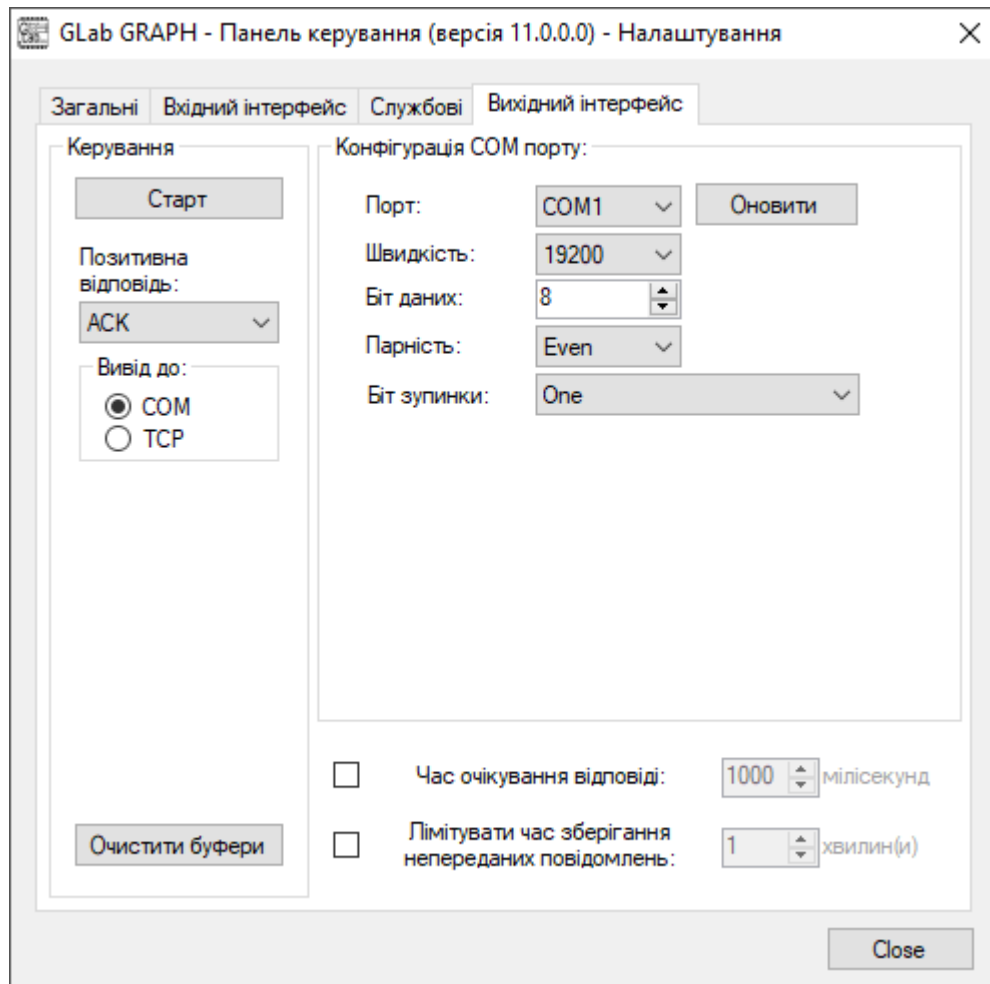 GLab GRAPH - Панель керування (версія 11.0.0.0) - Налаштування
Загальні
Вхідний інтерфейс
Службові
Вихідний інтерфейс
Керування
Старт
Позитивна
відповідь:
ACK
Вивід до:
COM
TCP
Очистити буфери
Конфігурація COM порту:
Порт:
COM1
Оновити
Швидкість:
19200
Біт даних:
8
Парність:
Even
Біт зупинки:
One
Час очікування відповіді:
1000
мілісекунд
Лімітувати час зберігання
непереданих повідомлень:
1
хвилин(и)
Close